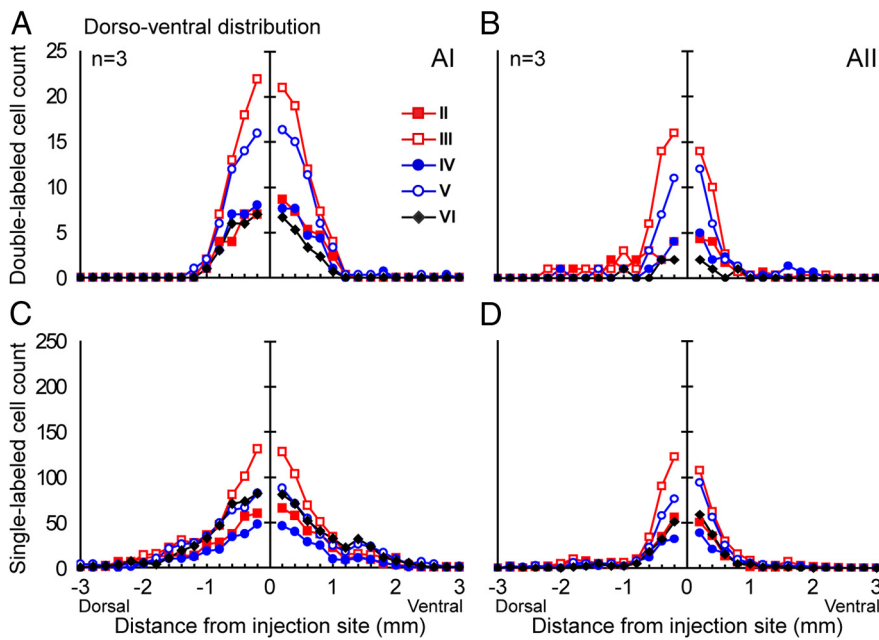 A Dorso-ventral distribution B
n=3 AI n=3 AII
Double-labeled cell count
25
20
15
10
5
0
II
III
IV
V
VI
C D
Single-labeled cell count
250
200
150
100
50
0
-3 -2 -1 0 1 2 3 -3 -2 -1 0 1 2 3
Dorsal Ventral Dorsal Ventral
Distance from injection site (mm) Distance from injection site (mm)